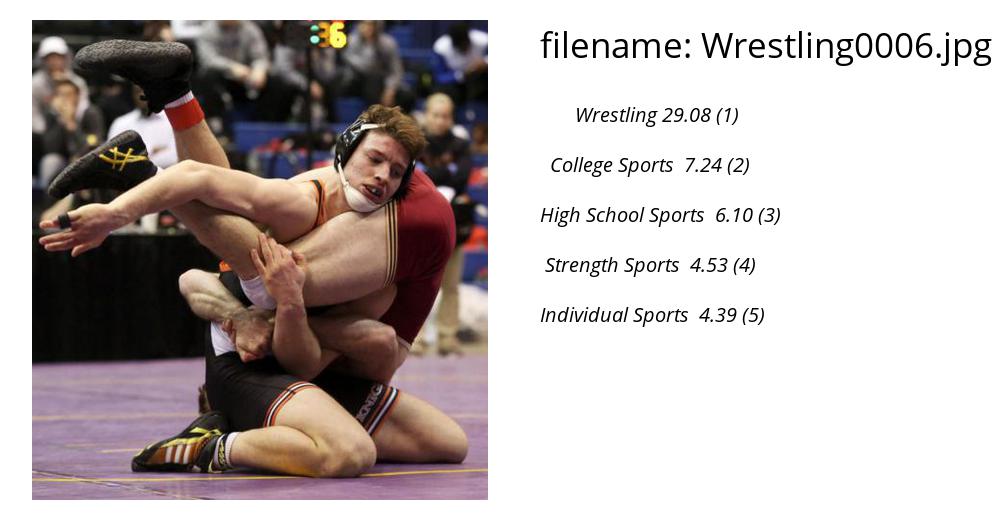 36
filename: Wrestling0006.jpg
Wrestling 29.08 (1)
College Sports 7.24 (2)
High School Sports 6.10 (3)
Strength Sports 4.53 (4)
Individual Sports 4.39 (5)